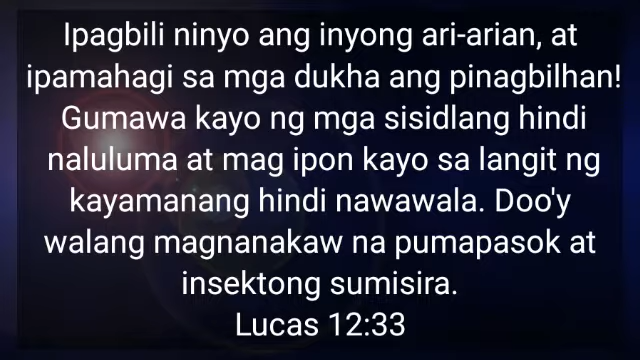 Ipagbili ninyo ang inyong ari-arian, at
ipamahagi sa mga dukha ang pinagbilhan!
Gumawa kayo ng mga sisidlang hindi
naluluma at mag ipon kayo sa langit ng
kayamanang hindi nawawala. Doo'y
walang magnanakaw na pumapasok at
insektong sumisira.
Lucas 12:33